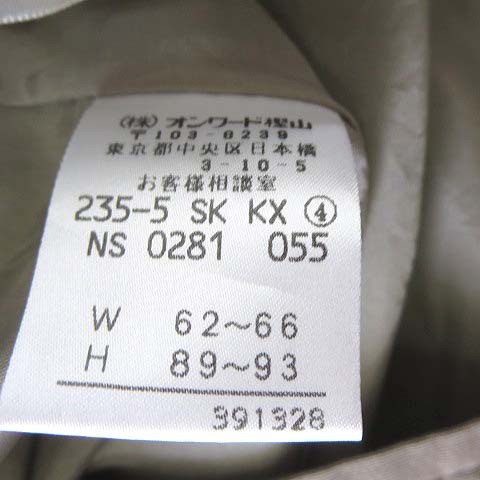 (株)オンワード樫山
〒103-8239
東京都中央区日本橋
3-10-5
お客様相談室
235-5 SK KX ④
NS 0281 055
W 62~66
H 89~93
391328